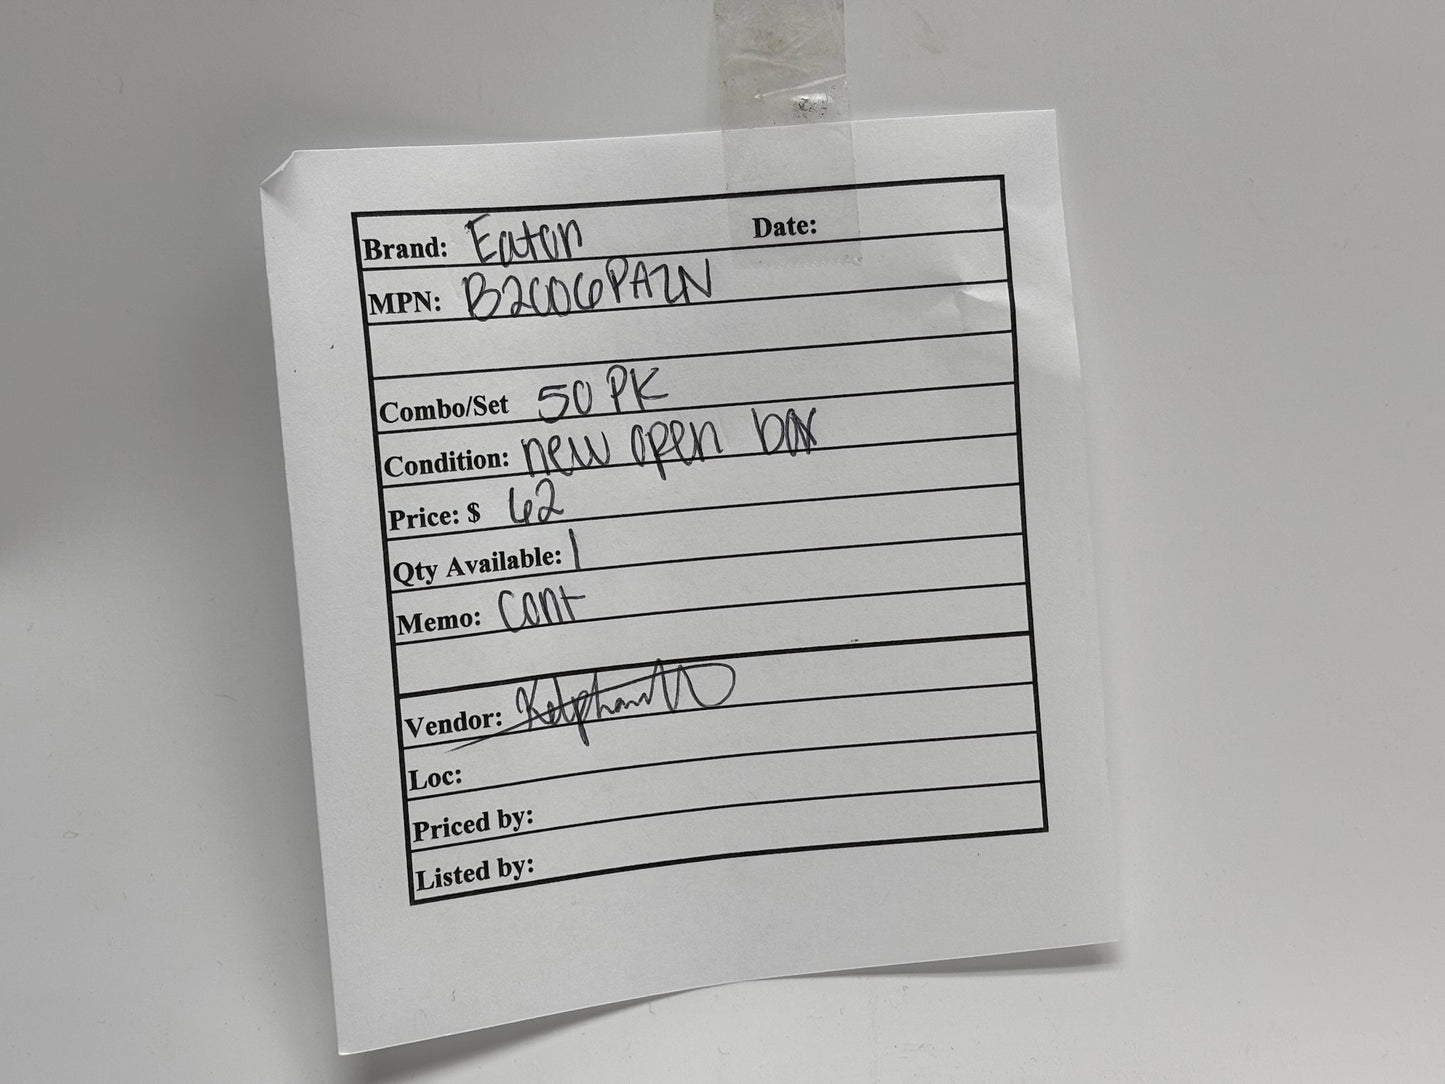 Brand: Eaton Date:
MPN: B2006PAZN
Combo/Set 50 PK
Condition: new open box
Price: $ 62
Qty Available: 1
Memo: Cont
Vendor:
Loc:
Priced by:
Listed by: